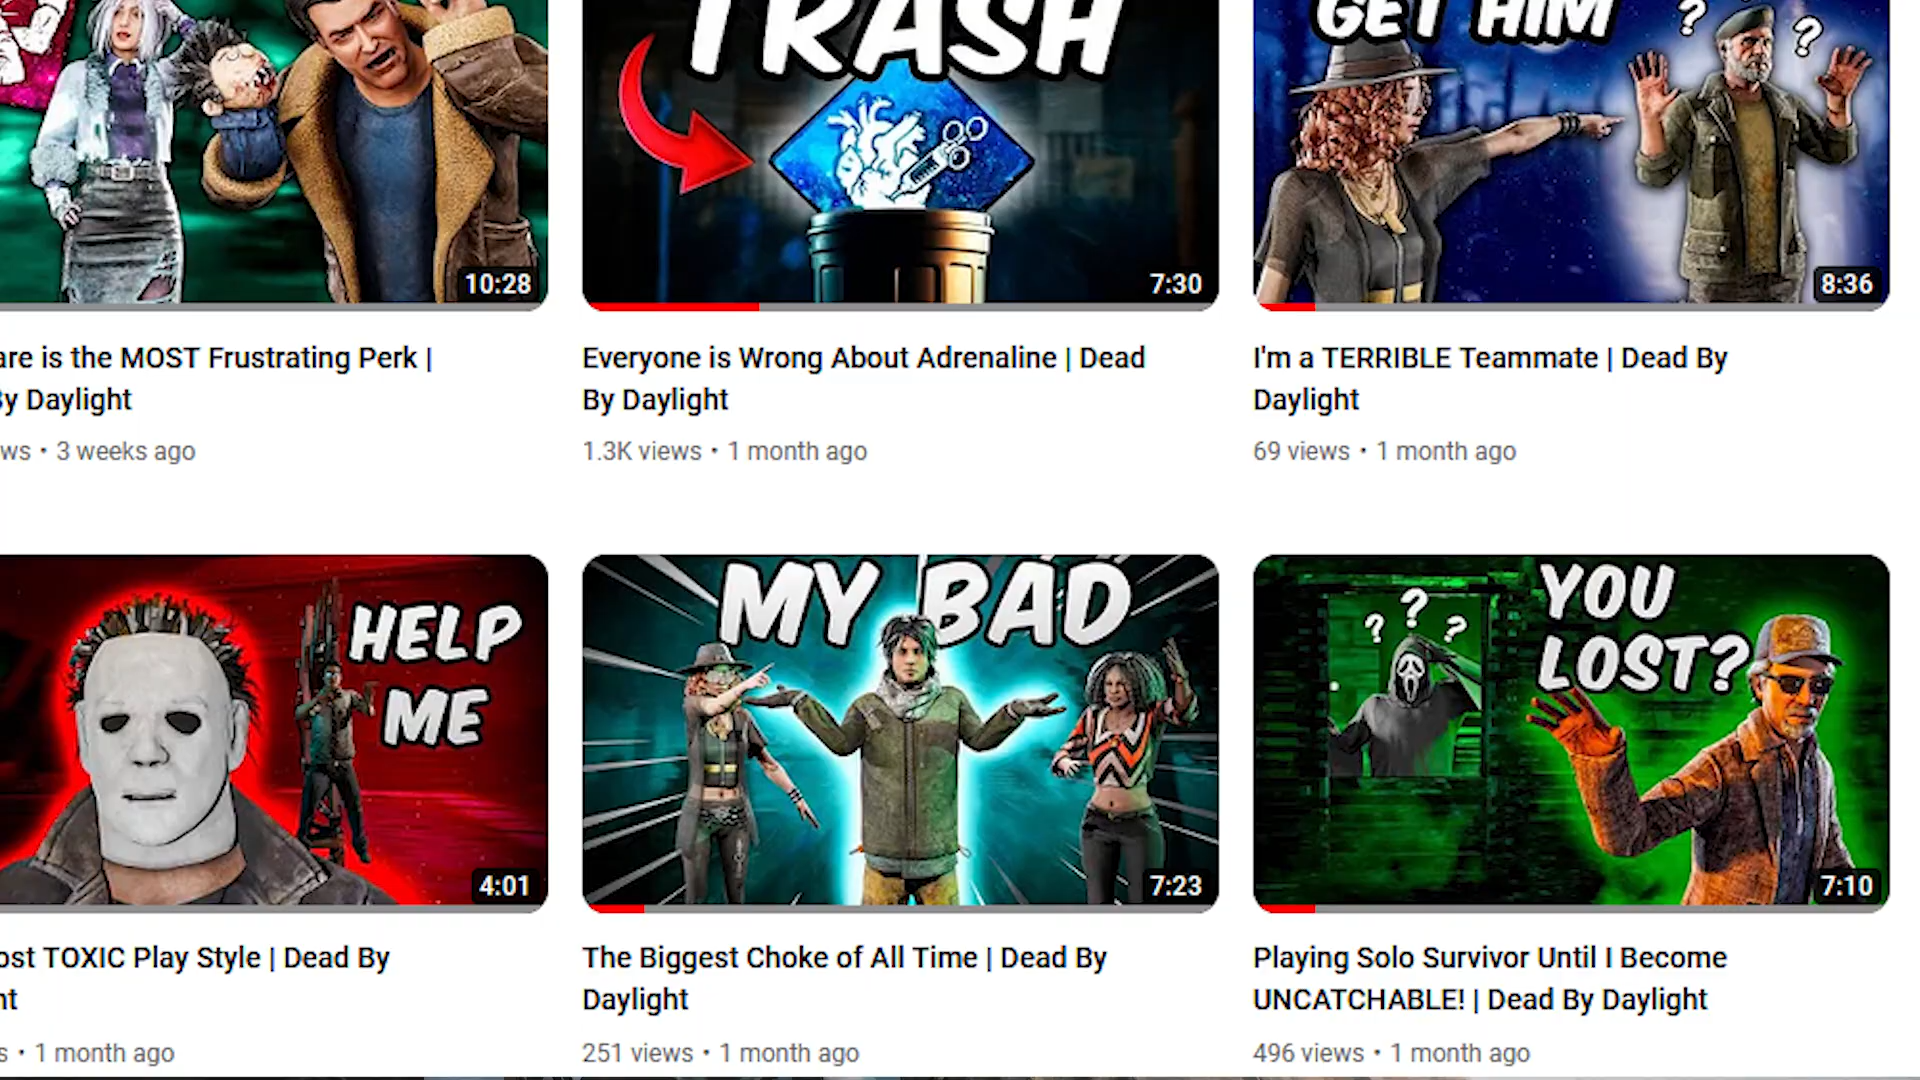 TRASH
GET HIM
? ?
10:28
7:30
8:36
are is the MOST Frustrating Perk |
By Daylight
ws • 3 weeks ago
Everyone is Wrong About Adrenaline | Dead
By Daylight
1.3K views • 1 month ago
I'm a TERRIBLE Teammate | Dead By
Daylight
69 views • 1 month ago
HELP
ME
4:01
MY BAD
7:23
YOU
LOST?
? ? ?
7:10
ost TOXIC Play Style | Dead By
ht
s • 1 month ago
The Biggest Choke of All Time | Dead By
Daylight
251 views • 1 month ago
Playing Solo Survivor Until I Become
UNCATCHABLE! | Dead By Daylight
496 views • 1 month ago